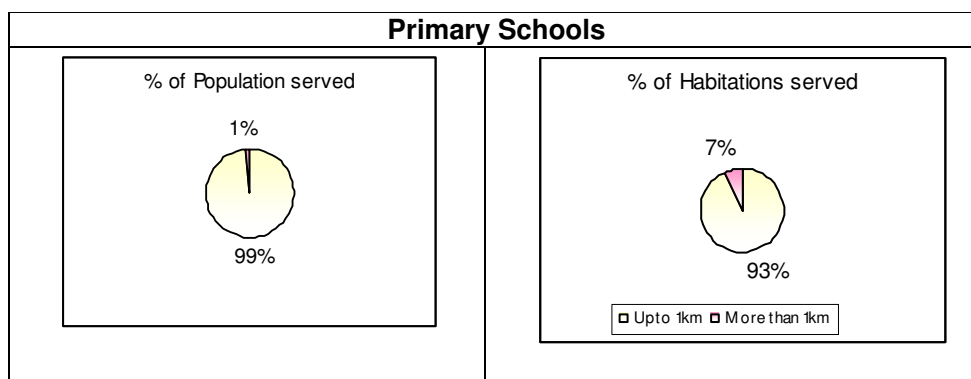 Primary Schools
% of Population served
1%
99%
% of Habitations served
7%
93%
Upto 1km More than 1km